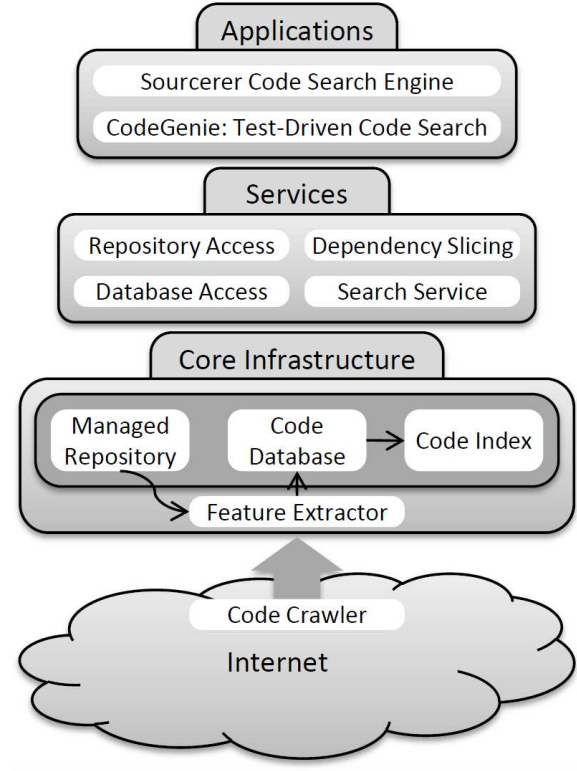 Applications
Sourcerer Code Search Engine
CodeGenie: Test-Driven Code Search
Services
Repository Access
Dependency Slicing
Database Access
Search Service
Core Infrastructure
Managed
Repository
Code
Database
Code Index
Feature Extractor
Code Crawler
Internet